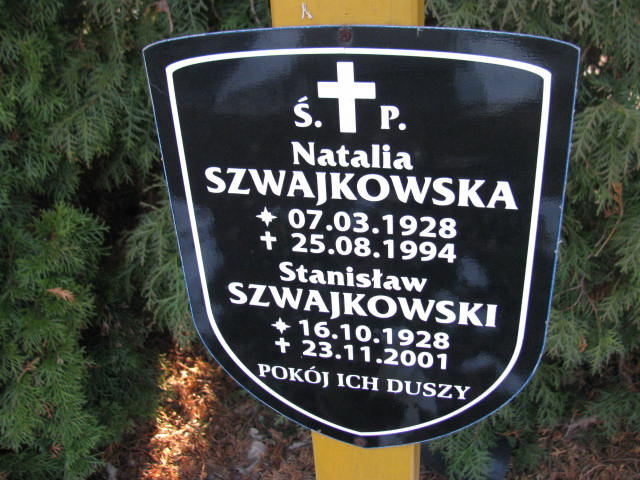 Ś. P.
Natalia
SZWAJKOWSKA
07.03.1928
25.08.1994
Stanisław
SZWAJKOWSKI
16.10.1928
23.11.2001
POKÓJ ICH DUSZY